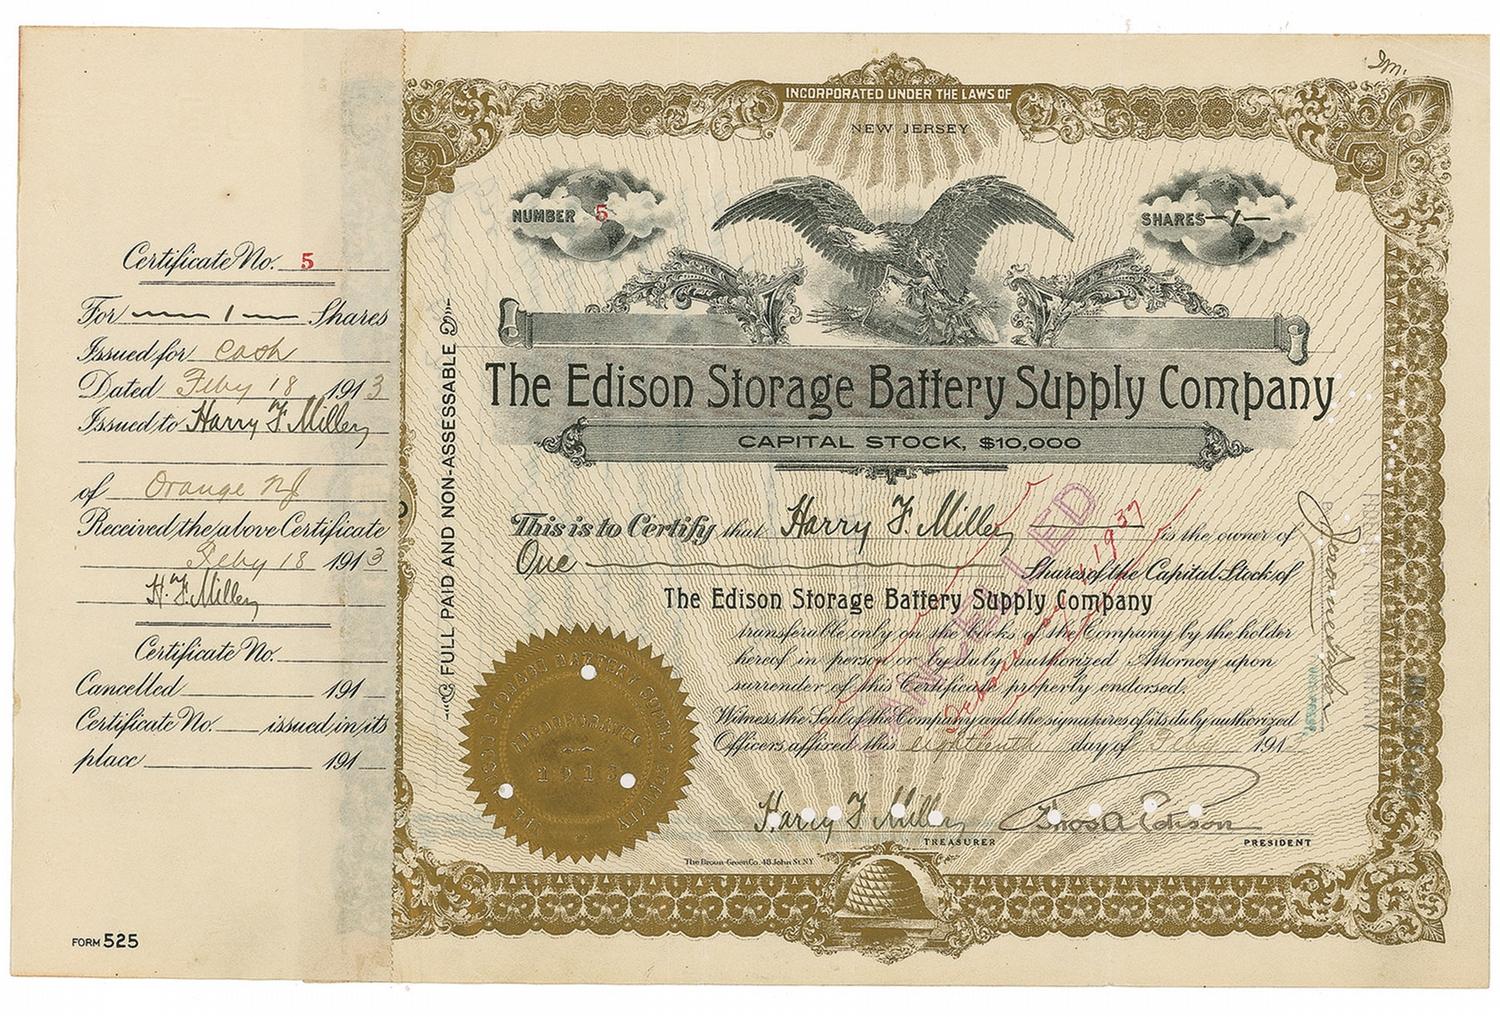 Certificate No. 5
For 1 Shares
Issued for Cash
Dated Feby 18 1913
Issued to Harry F. Miller
of Orange NJ
Received the above Certificate
Feby 18 1913
H. F. Miller
Certificate No.
Cancelled 191
Certificate No. issued in its
place 191
FORM 525
INCORPORATED UNDER THE LAWS OF
NEW JERSEY
NUMBER 5
SHARES 1
FULL PAID AND NON-ASSESSABLE
The Edison Storage Battery Supply Company
CAPITAL STOCK, $10,000
This is to Certify that Harry F. Miller is the owner of
One Shares of the Capital Stock of
The Edison Storage Battery Supply Company
transferable only on the books of the Company by the holder
hereof in person or by duly authorized Attorney upon
surrender of this Certificate properly endorsed.
Witness the Seal of the Company and the signatures of its duly authorized
Officers affixed this eighteenth day of Feby 191
CANCELLED
1937
INCORPORATED
1913
Harry F. Miller
TREASURER
Thos A Edison
PRESIDENT
The Broun-Green Co. 48 John St. N.Y.